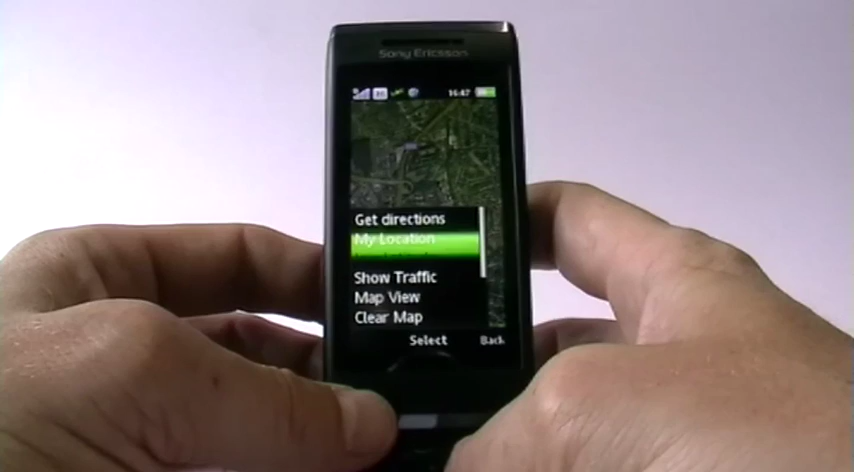 Sony Ericsson
16:47
Get directions
My Location
Show Traffic
Map View
Clear Map
Select Back